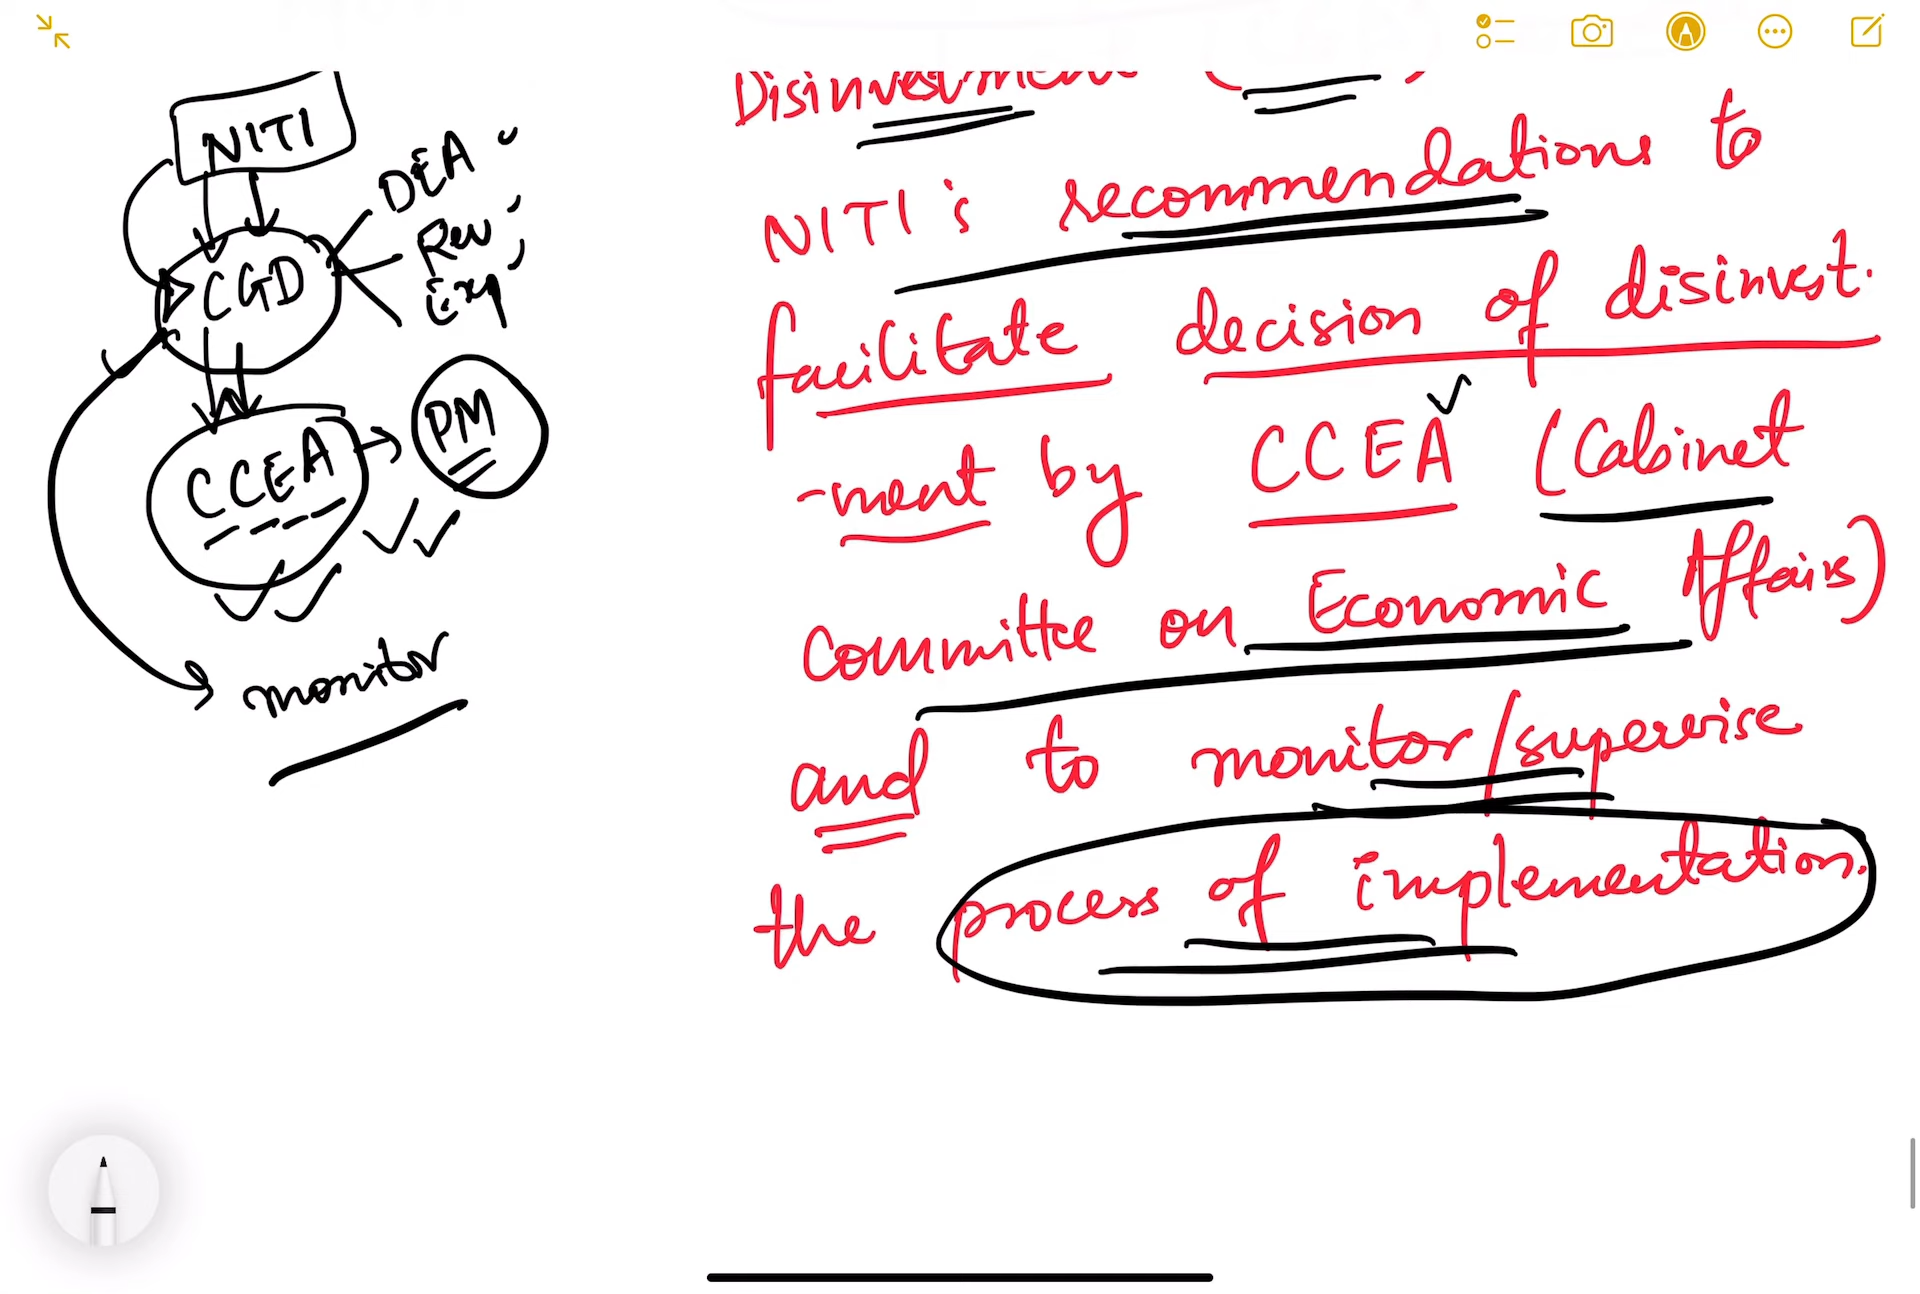 NITI
DEA
Rev
Exp
CGD
CCEA
PM
monitor
Disinvestment
NITI's recommendations to
facilitate decision of disinvest.
-ment by CCEA (Cabinet
Committee on Economic Affairs)
and to monitor/supervise
the process of implementation.